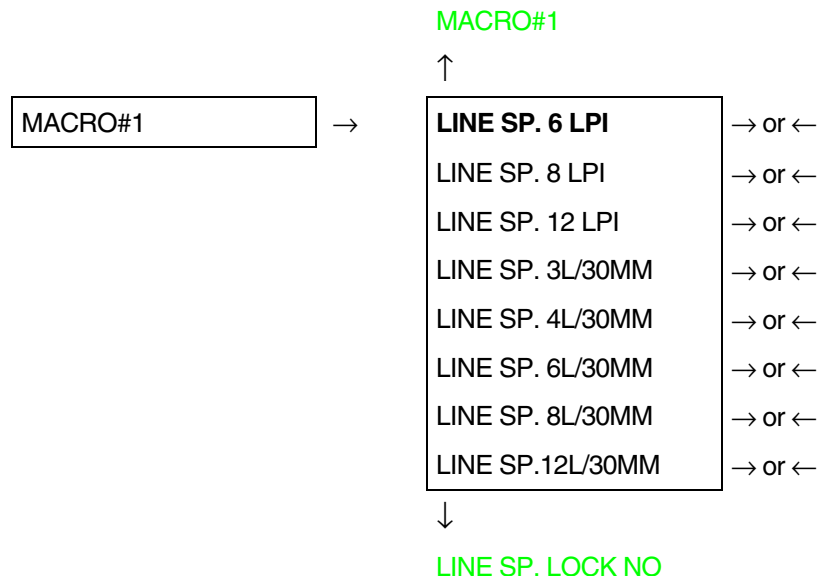 MACRO#1
↑
MACRO#1 → LINE SP. 6 LPI → or ←
LINE SP. 8 LPI → or ←
LINE SP. 12 LPI → or ←
LINE SP. 3L/30MM → or ←
LINE SP. 4L/30MM → or ←
LINE SP. 6L/30MM → or ←
LINE SP. 8L/30MM → or ←
LINE SP.12L/30MM → or ←
↓
LINE SP. LOCK NO